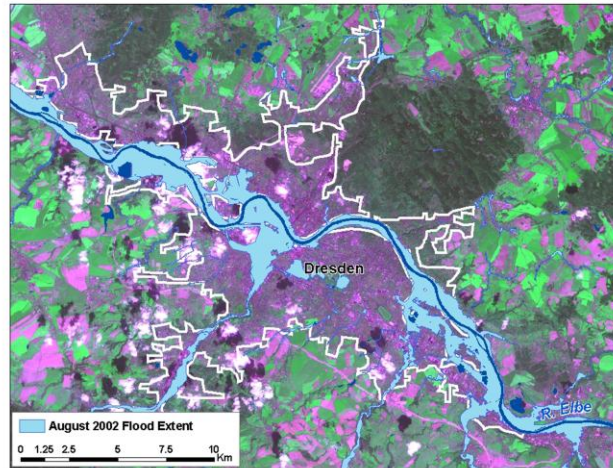 Dresden
R. Elbe
August 2002 Flood Extent
0 1.25 2.5 5 7.5 10
Km